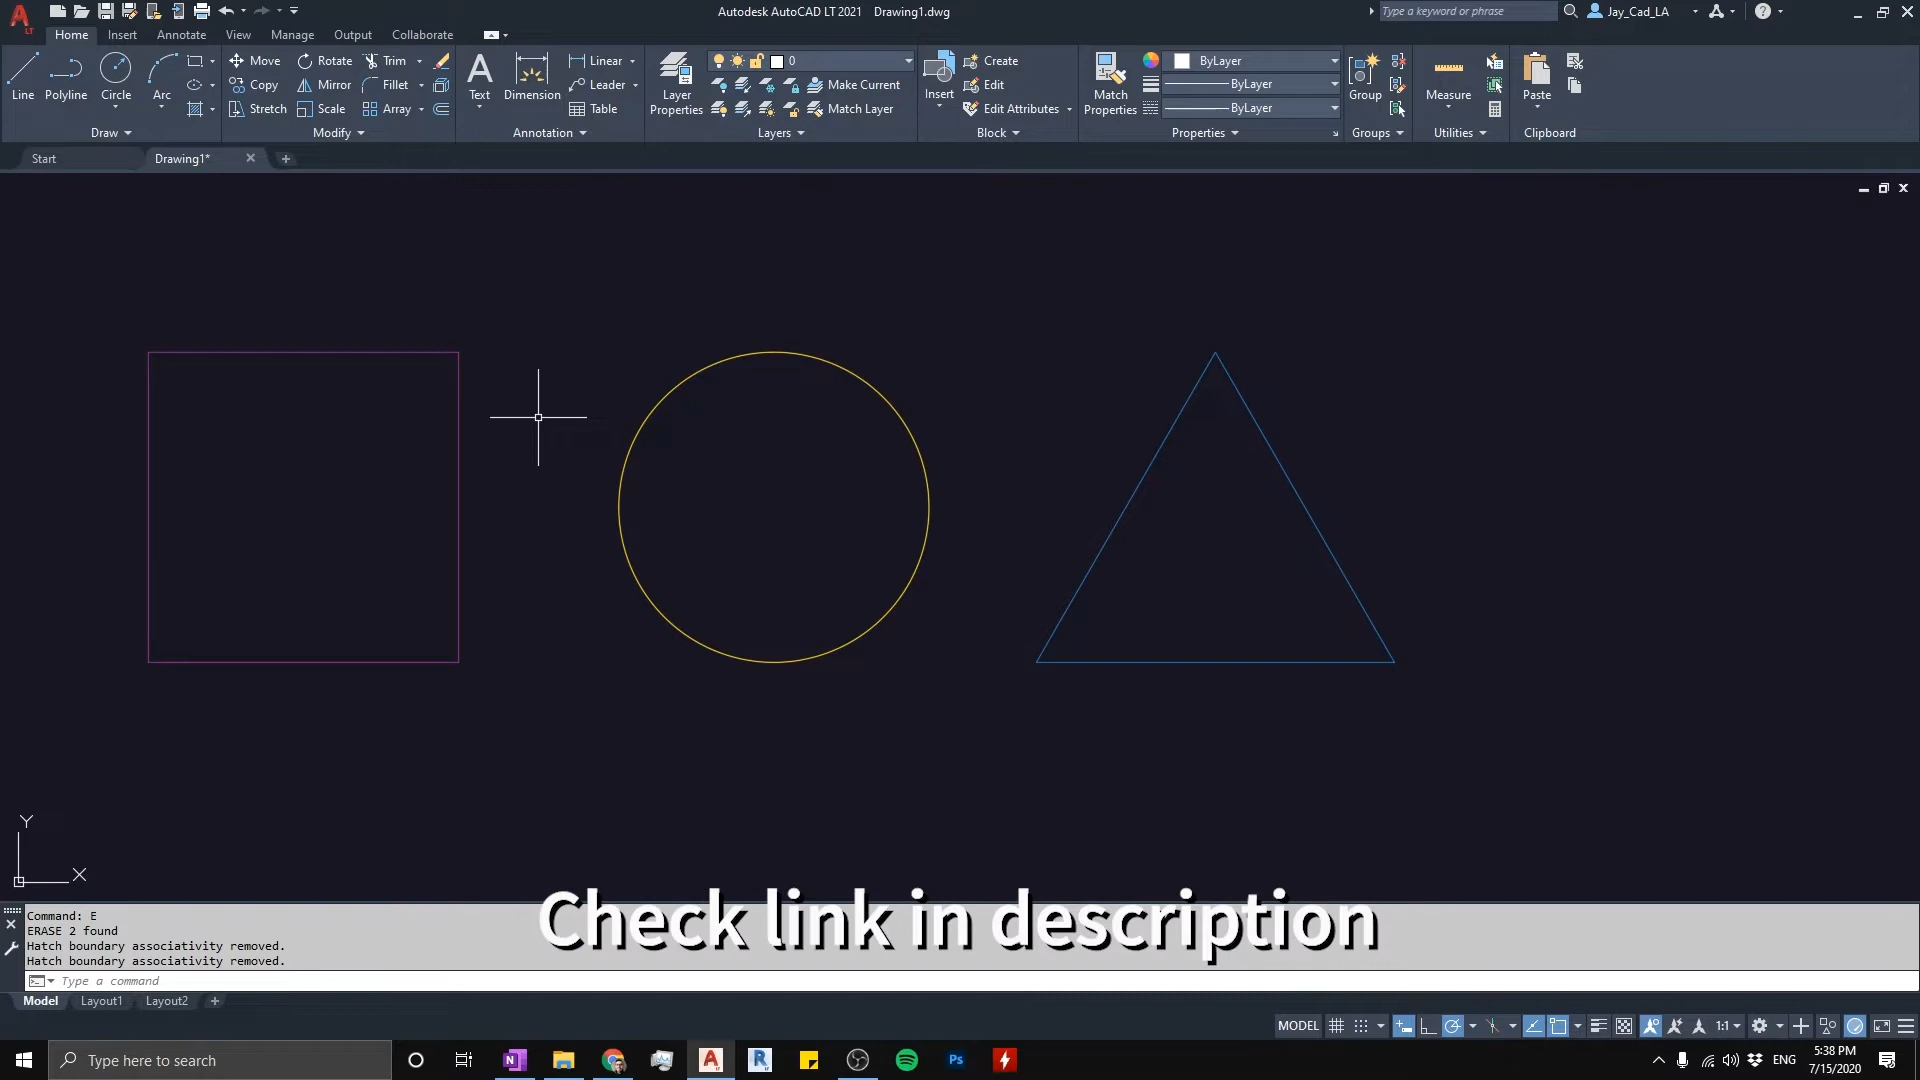 Autodesk AutoCAD LT 2021 Drawing1.dwg
Type a keyword or phrase
Jay_Cad_LA
Home Insert Annotate View Manage Output Collaborate
Line Polyline Circle Arc
Move Rotate Trim
Copy Mirror Fillet
Stretch Scale Array
Text Dimension
Linear
Leader
Table
Layer
Properties
0
Make Current
Match Layer
Insert
Create
Edit
Edit Attributes
Match
Properties
ByLayer
ByLayer
ByLayer
Group
Measure
Paste
Draw Modify Annotation Layers Block Properties Groups Utilities Clipboard
Start Drawing1*
Y
X
Command: E
ERASE 2 found
Hatch boundary associativity removed.
Hatch boundary associativity removed.
Check link in description
Type a command
Model Layout1 Layout2
MODEL 1:1
Type here to search
ENG
5:38 PM
7/15/2020
A
LT
N
R
Ps